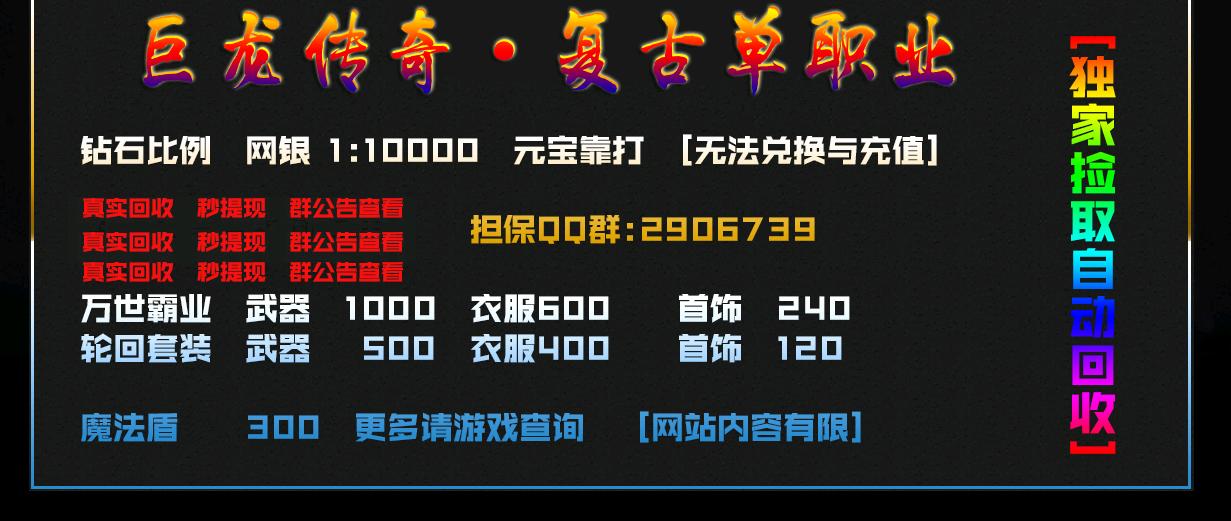 巨龙传奇·复古单职业
钻石比例 网银 1:10000 元宝靠打 [无法兑换与充值]
真实回收 秒提现 群公告查看
真实回收 秒提现 群公告查看
真实回收 秒提现 群公告查看
担保QQ群:2906739
万世霸业 武器 1000 衣服600 首饰 240
轮回套装 武器 500 衣服400 首饰 120
魔法盾 300 更多请游戏查询 [网站内容有限]
[独家捡取自动回收]